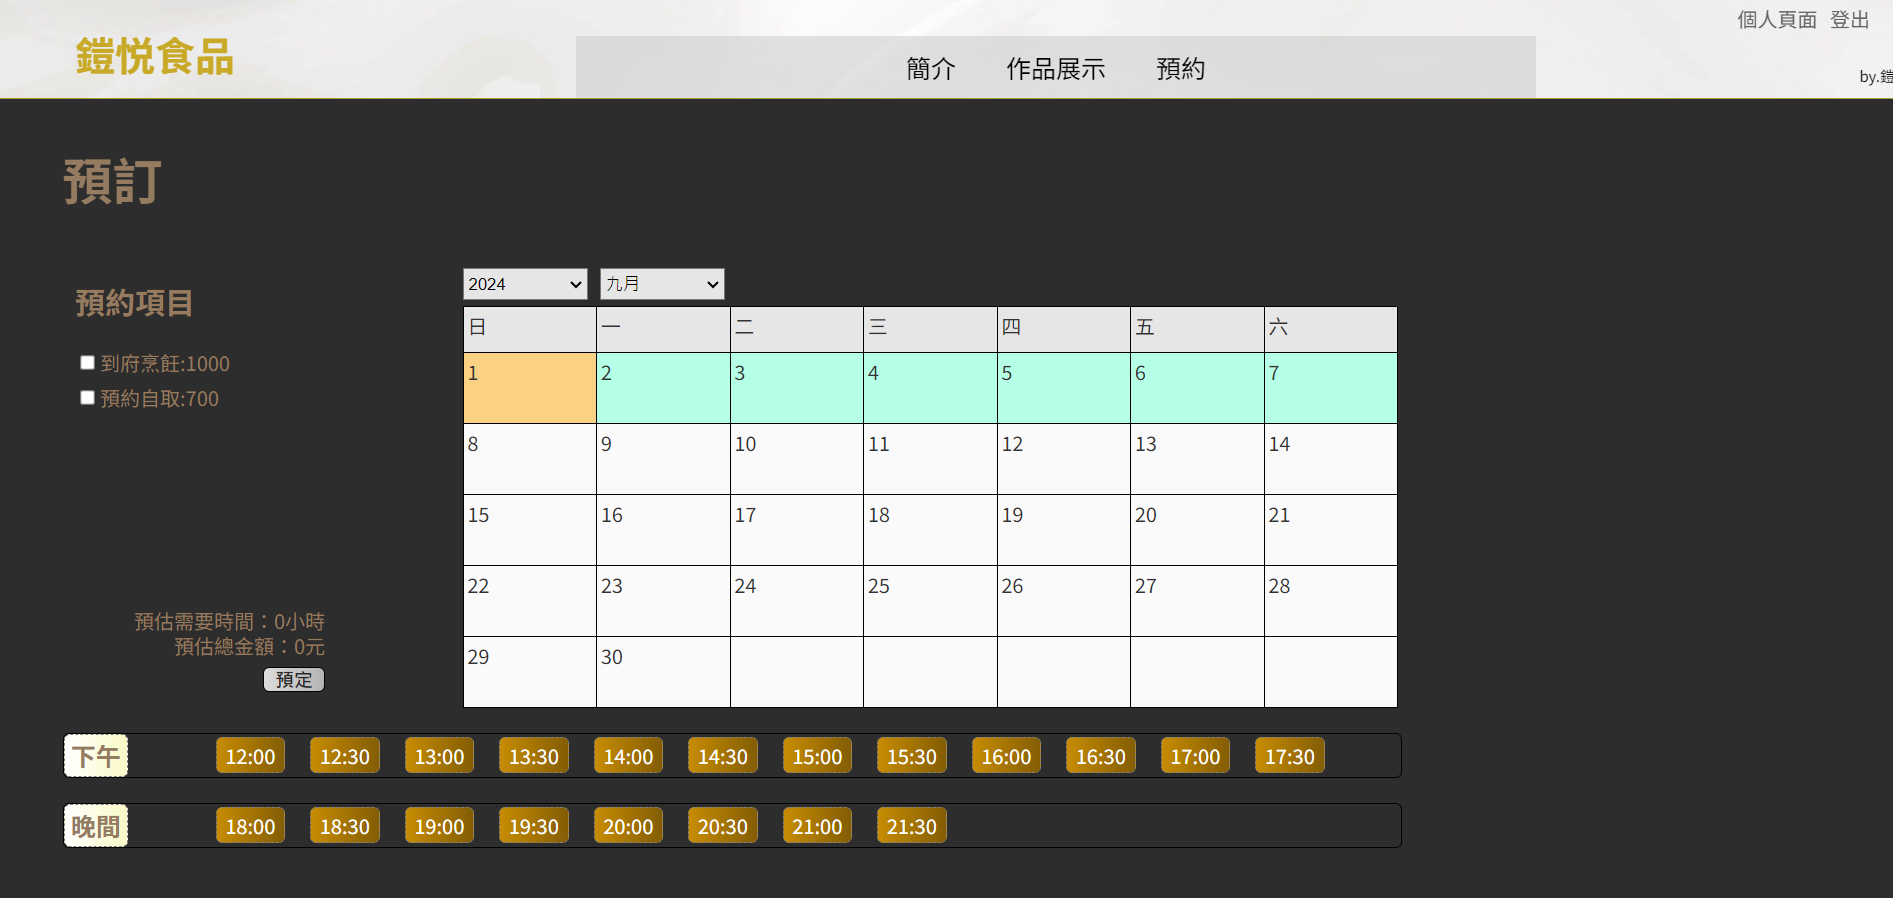 個人頁面 登出
鎧悦食品
簡介 作品展示 預約
by.鎧
預訂
預約項目
到府烹飪:1000
預約自取:700
預估需要時間：0小時
預估總金額：0元
預定
2024 九月
日 一 二 三 四 五 六
1 2 3 4 5 6 7
8 9 10 11 12 13 14
15 16 17 18 19 20 21
22 23 24 25 26 27 28
29 30
下午 12:00 12:30 13:00 13:30 14:00 14:30 15:00 15:30 16:00 16:30 17:00 17:30
晚間 18:00 18:30 19:00 19:30 20:00 20:30 21:00 21:30